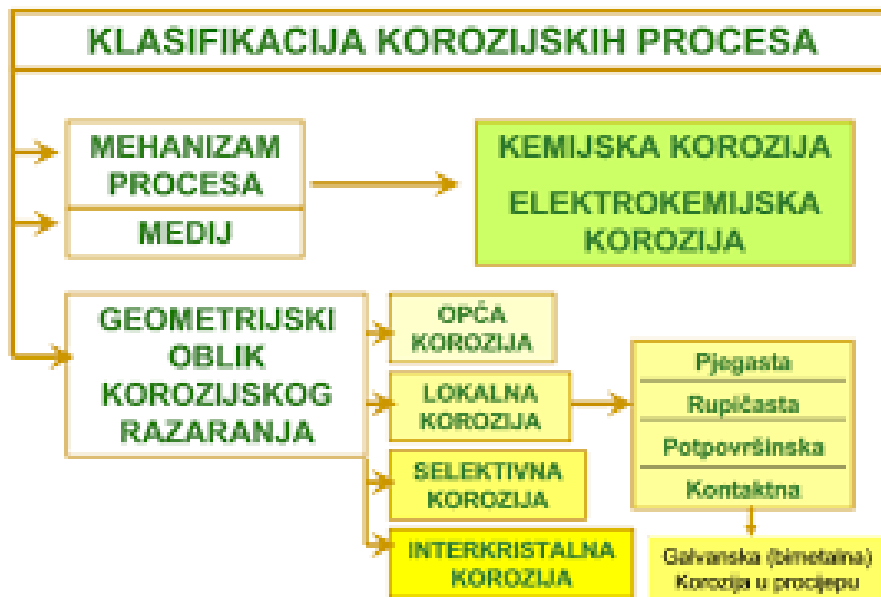 KLASIFIKACIJA KOROZIJSKIH PROCESA
MEHANIZAM
PROCESA
MEDIJ
KEMIJSKA KOROZIJA
ELEKTROKEMIJSKA
KOROZIJA
GEOMETRIJSKI
OBLIK
KOROZIJSKOG
RAZARANJA
OPĆA
KOROZIJA
LOKALNA
KOROZIJA
SELEKTIVNA
KOROZIJA
INTERKRISTALNA
KOROZIJA
Pjegasta
Rupičasta
Potpovršinska
Kontaktna
Galvanska (bimetalna)
Korozija u procijepu